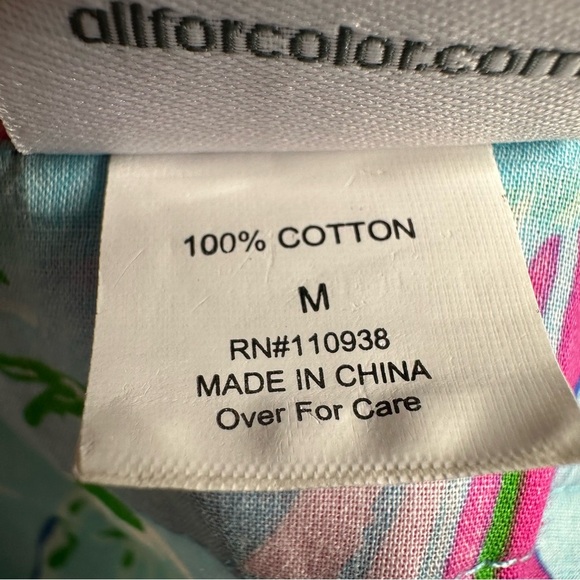 allforcolor.com
100% COTTON
M
RN#110938
MADE IN CHINA
Over For Care